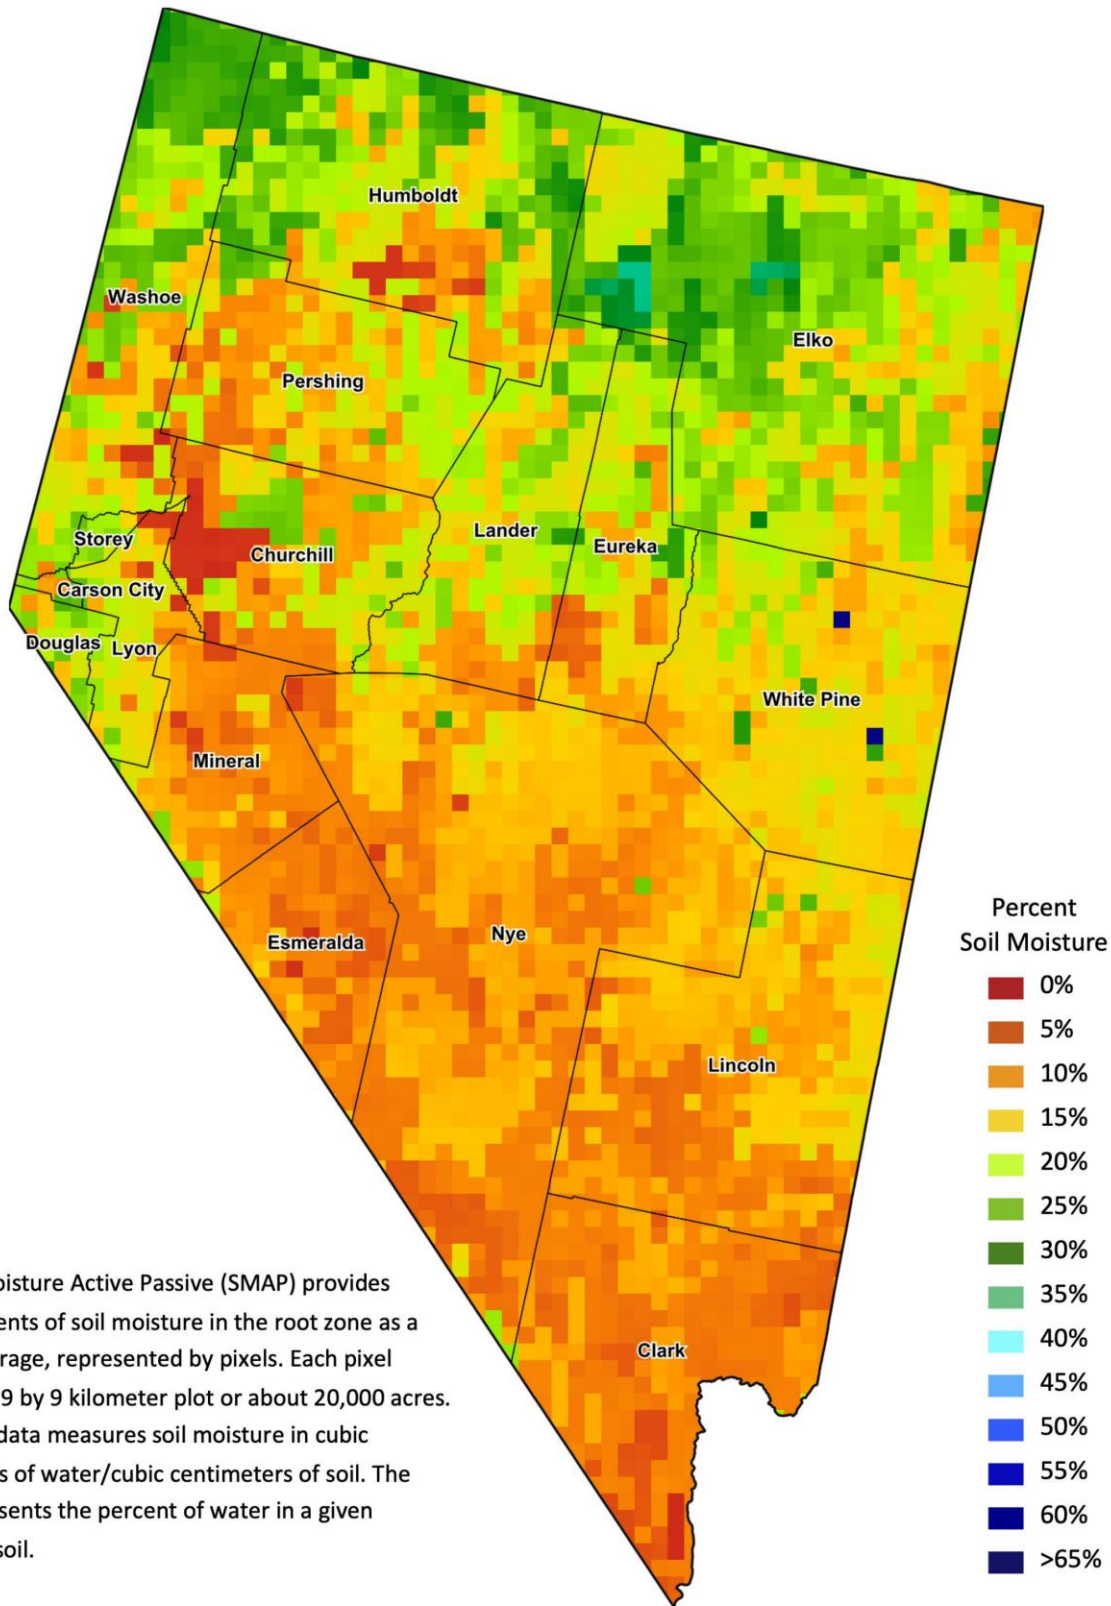 Humboldt
Washoe
Elko
Pershing
Storey
Churchill
Lander
Eureka
Carson City
Douglas
Lyon
White Pine
Mineral
Esmeralda
Nye
Lincoln
Clark
Percent
Soil Moisture
0%
5%
10%
15%
20%
25%
30%
35%
40%
45%
50%
55%
60%
>65%
oisture Active Passive (SMAP) provides
ents of soil moisture in the root zone as a
rage, represented by pixels. Each pixel
9 by 9 kilometer plot or about 20,000 acres.
data measures soil moisture in cubic
s of water/cubic centimeters of soil. The
sents the percent of water in a given
soil.